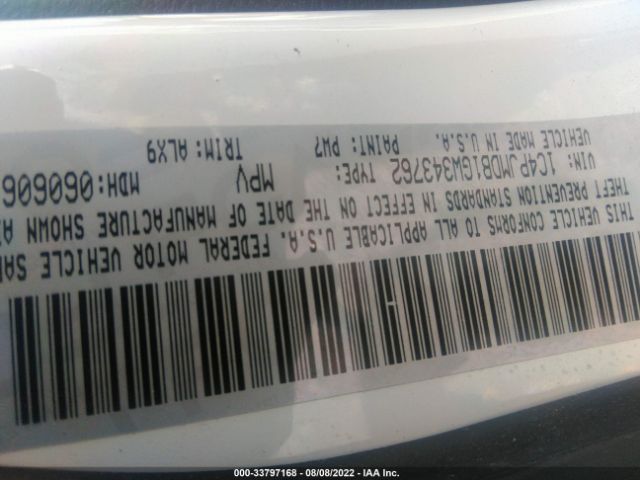 THIS VEHICLE CONFORMS TO ALL APPLICABLE U.S.A. FEDERAL MOTOR VEHICLE SAF
THEFT PREVENTION STANDARDS IN EFFECT ON THE DATE OF MANUFACTURE SHOWN A
VIN: 1C4PJMDB1GW343762 TYPE: MPV MDH:060906
VEHICLE MADE IN U.S.A. PAINT: PW7 TRIM: ALX9
000-33797168 - 08/08/2022 - IAA Inc.